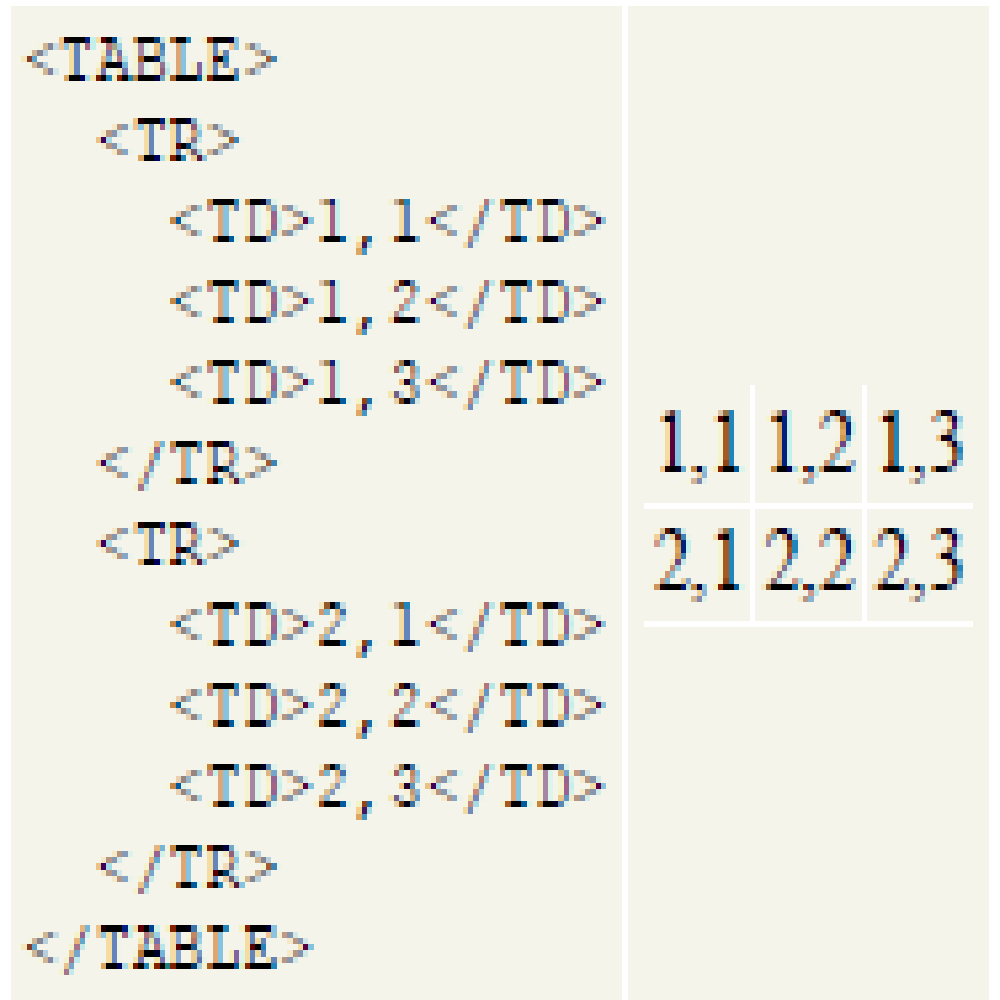 <TABLE>
<TR>
<TD>1,1</TD>
<TD>1,2</TD>
<TD>1,3</TD>
</TR>
<TR>
<TD>2,1</TD>
<TD>2,2</TD>
<TD>2,3</TD>
</TR>
</TABLE>
1,1 1,2 1,3
2,1 2,2 2,3